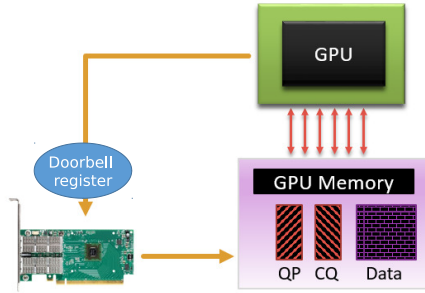 GPU
Doorbell
register
GPU Memory
QP CQ Data